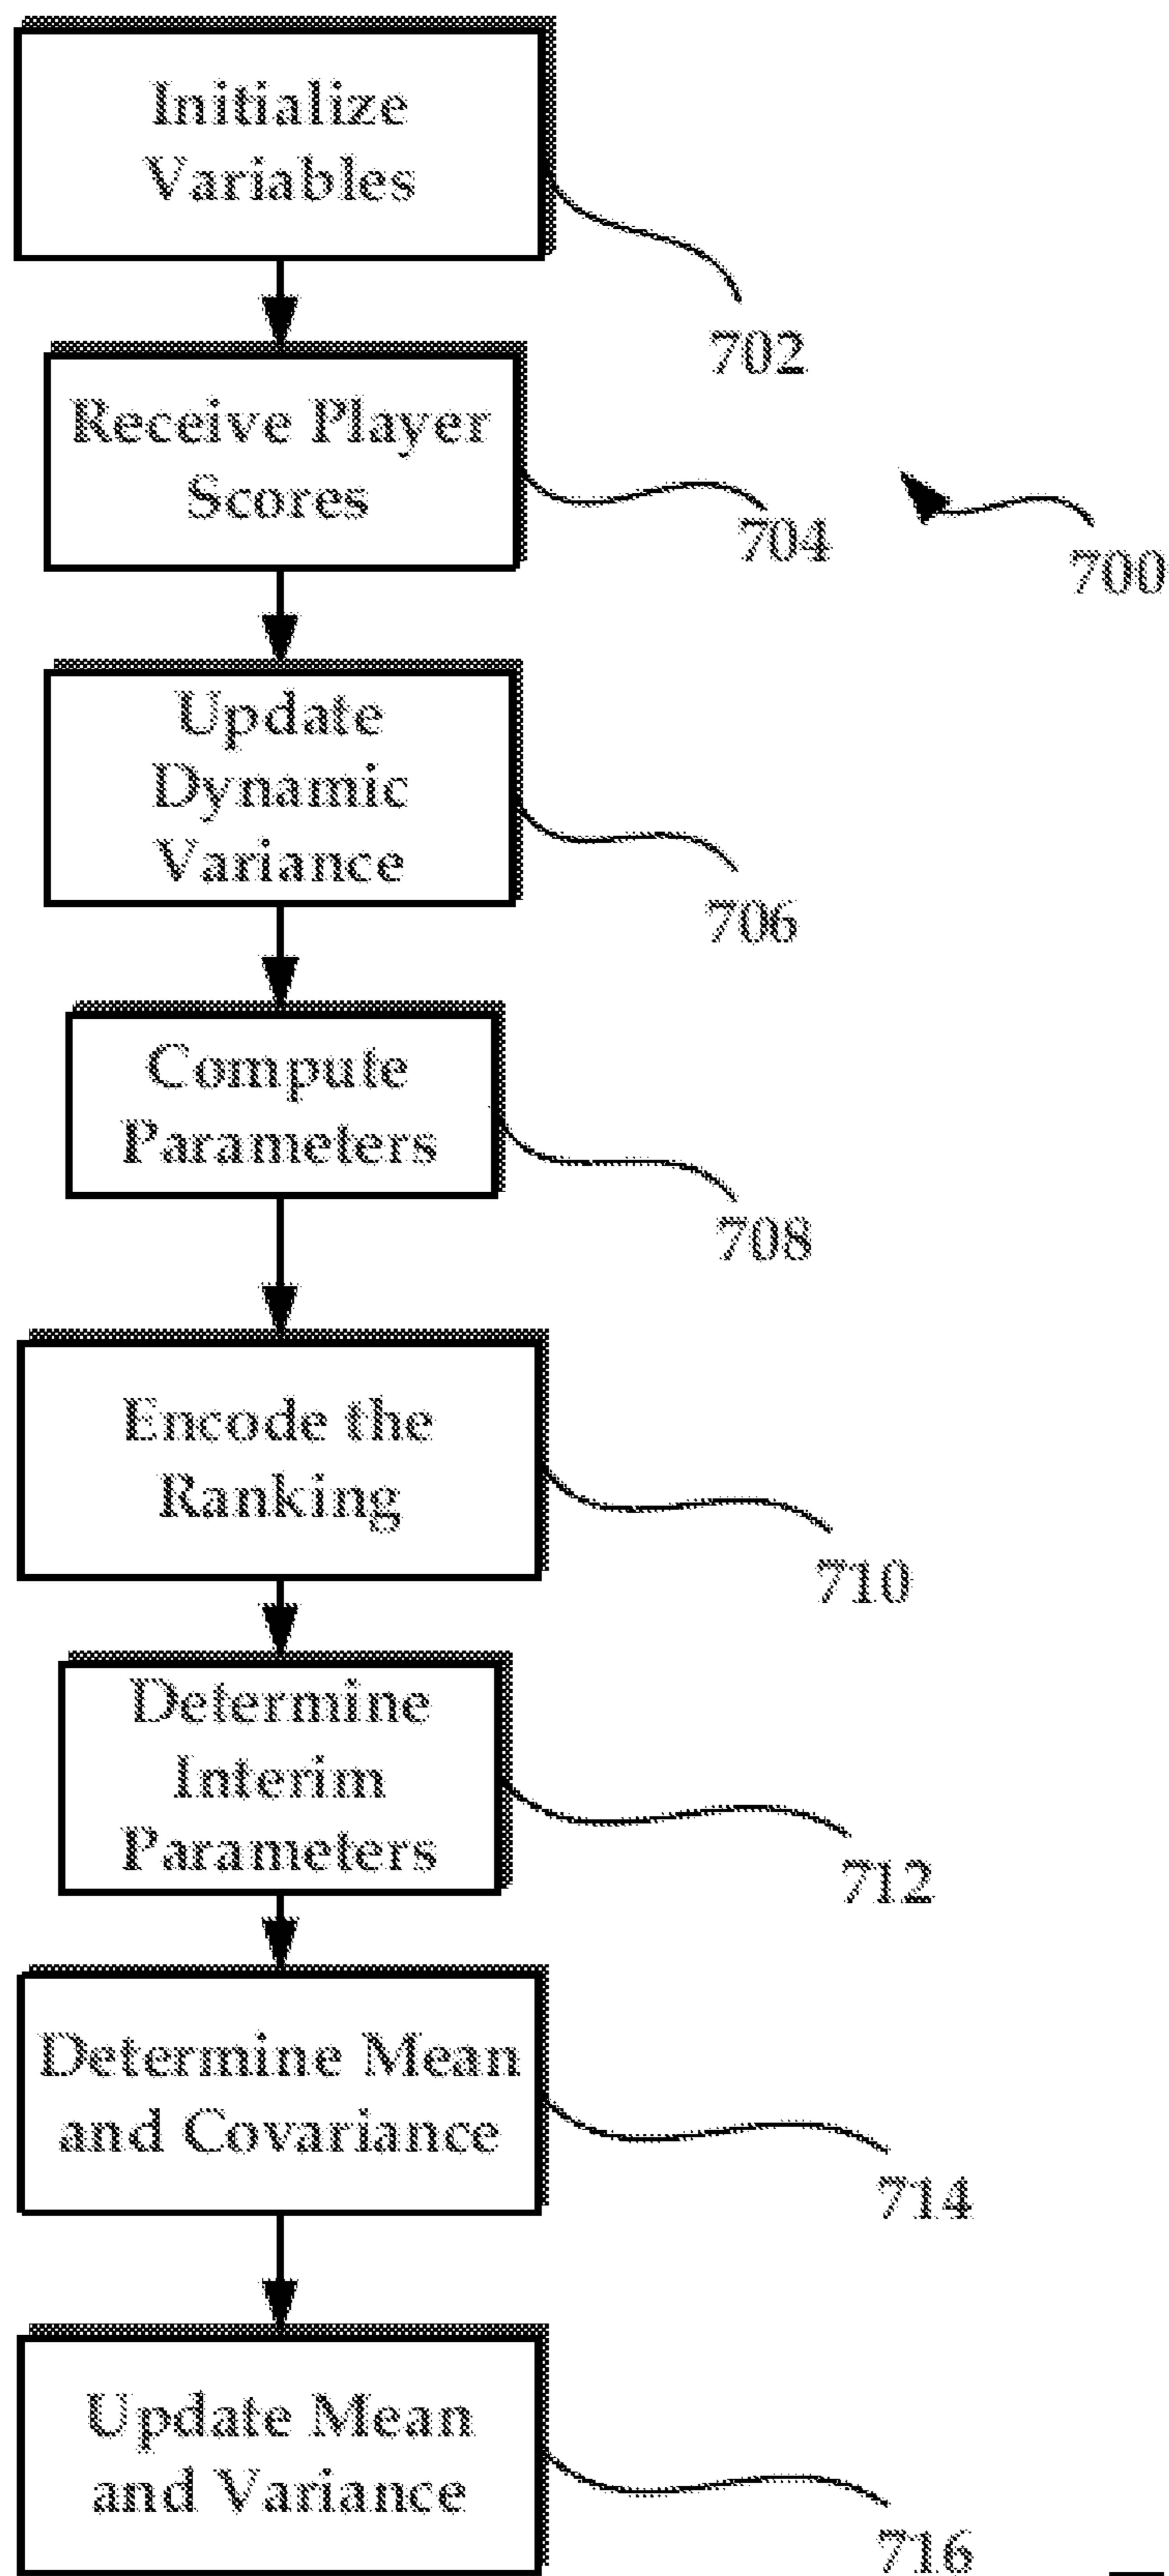 Initialize
Variables
702
Receive Player
Scores
704
700
Update
Dynamic
Variance
706
Compute
Parameters
708
Encode the
Ranking
710
Determine
Interim
Parameters
712
Determine Mean
and Covariance
714
Update Mean
and Variance
716